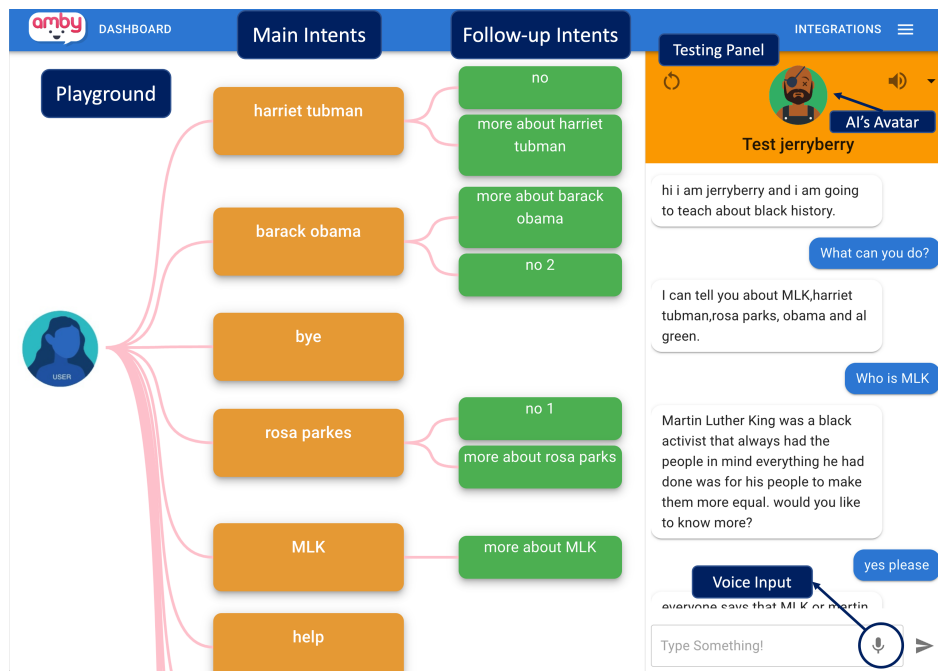 amby
DASHBOARD
Main Intents
Follow-up Intents
INTEGRATIONS
Testing Panel
Playground
AI's Avatar
Test jerryberry
harriet tubman
no
more about harriet
tubman
barack obama
more about barack
obama
no 2
bye
USER
rosa parkes
no 1
more about rosa parks
MLK
more about MLK
help
hi i am jerryberry and i am going
to teach about black history.
What can you do?
I can tell you about MLK,harriet
tubman,rosa parks, obama and al
green.
Who is MLK
Martin Luther King was a black
activist that always had the
people in mind everything he had
done was for his people to make
them more equal. would you like
to know more?
yes please
Voice Input
everyone says that MLK or martin
Type Something!